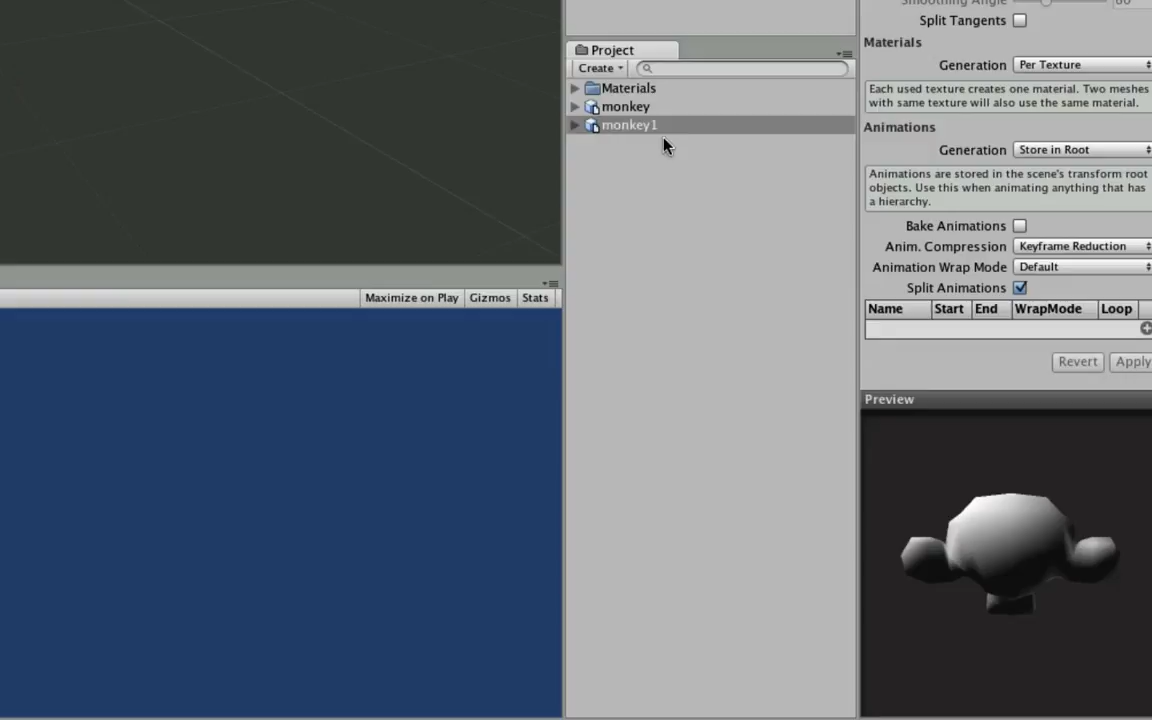 Smoothing Angle 60
Split Tangents
Project
Materials
Create
Generation Per Texture
Materials
Each used texture creates one material. Two meshes
with same texture will also use the same material.
monkey
monkey1
Animations
Generation Store in Root
Animations are stored in the scene's transform root
objects. Use this when animating anything that has
a hierarchy.
Bake Animations
Anim. Compression Keyframe Reduction
Animation Wrap Mode Default
Split Animations
Maximize on Play Gizmos Stats
Name Start End WrapMode Loop
Revert Apply
Preview